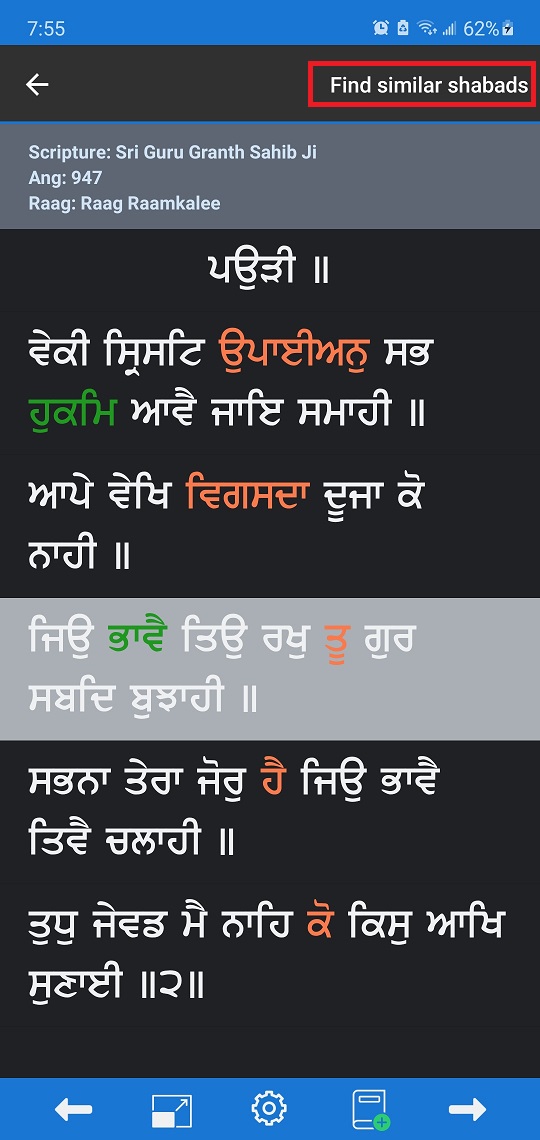 7:55
62%
Find similar shabads
Scripture: Sri Guru Granth Sahib Ji
Ang: 947
Raag: Raag Raamkalee
ਪਉੜੀ ॥
ਵੇਕੀ ਸ੍ਰਿਸਟਿ ਉਪਾਈਅਨੁ ਸਭ
ਹੁਕਮਿ ਆਵੈ ਜਾਇ ਸਮਾਹੀ ॥
ਆਪੇ ਵੇਖਿ ਵਿਗਸਦਾ ਦੂਜਾ ਕੋ
ਨਾਹੀ ॥
ਜਿਉ ਭਾਵੈ ਤਿਉ ਰਖੁ ਤੂ ਗੁਰ
ਸਬਦਿ ਬੁਝਾਹੀ ॥
ਸਭਨਾ ਤੇਰਾ ਜੋਰੁ ਹੈ ਜਿਉ ਭਾਵੈ
ਤਿਵੈ ਚਲਾਹੀ ॥
ਤੁਧੁ ਜੇਵਡ ਮੈ ਨਾਹਿ ਕੋ ਕਿਸੁ ਆਖਿ
ਸੁਣਾਈ ॥੨॥